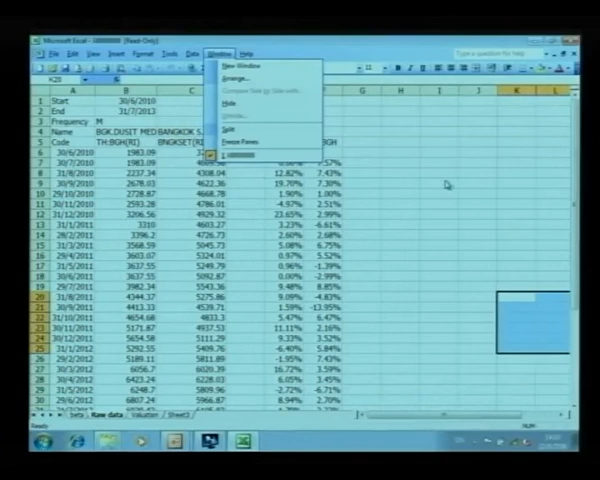 Microsoft Excel - [Read-Only]
File Edit View Insert Format Tools Data Window Help
Type a question for help
New Window
Arrange...
Compare Side by Side with...
Hide
Unhide...
Split
Freeze Panes
K20
11 B I U
A B C G H I J K L
1 Start 30/6/2010
2 End 31/7/2013
3 Frequency M
4 Name BGK.DUSIT MED BANGKOK S.
5 Code TH:BGH(RI) BNGKSET(RI)
6 30/6/2010 1983.09
7 30/7/2010 1983.09 7.57%
8 31/8/2010 2237.34 4308.04 12.82% 7.43%
9 30/9/2010 2678.03 4622.36 19.70% 7.30%
10 29/10/2010 2728.87 4668.78 1.90% 1.00%
11 30/11/2010 2593.28 4786.01 -4.97% 2.51%
12 31/12/2010 3206.56 4929.32 23.65% 2.99%
13 31/1/2011 3310 4603.27 3.23% -6.61%
14 28/2/2011 3396.2 4726.73 2.60% 2.68%
15 31/3/2011 3568.59 5045.73 5.08% 6.75%
16 29/4/2011 3603.07 5324.01 0.97% 5.52%
17 31/5/2011 3637.55 5249.79 0.96% -1.39%
18 30/6/2011 3637.55 5092.87 0.00% -2.99%
19 29/7/2011 3982.34 5543.36 9.48% 8.85%
20 31/8/2011 4344.37 5275.86 9.09% -4.83%
21 30/9/2011 4413.33 4539.71 1.59% -13.95%
22 31/10/2011 4654.68 4833.3 5.47% 6.47%
23 30/11/2011 5171.87 4937.53 11.11% 2.16%
24 30/12/2011 5654.58 5111.29 9.33% 3.52%
25 31/1/2012 5292.55 5409.76 -6.40% 5.84%
26 29/2/2012 5189.11 5811.89 -1.95% 7.43%
27 30/3/2012 6056.7 6020.39 16.72% 3.59%
28 30/4/2012 6423.24 6228.03 6.05% 3.45%
29 31/5/2012 6248.7 5809.96 -2.72% -6.71%
30 29/6/2012 6807.26 5966.87 8.94% 2.70%
beta Raw data Valuation Sheet3
Ready
NUM
EN